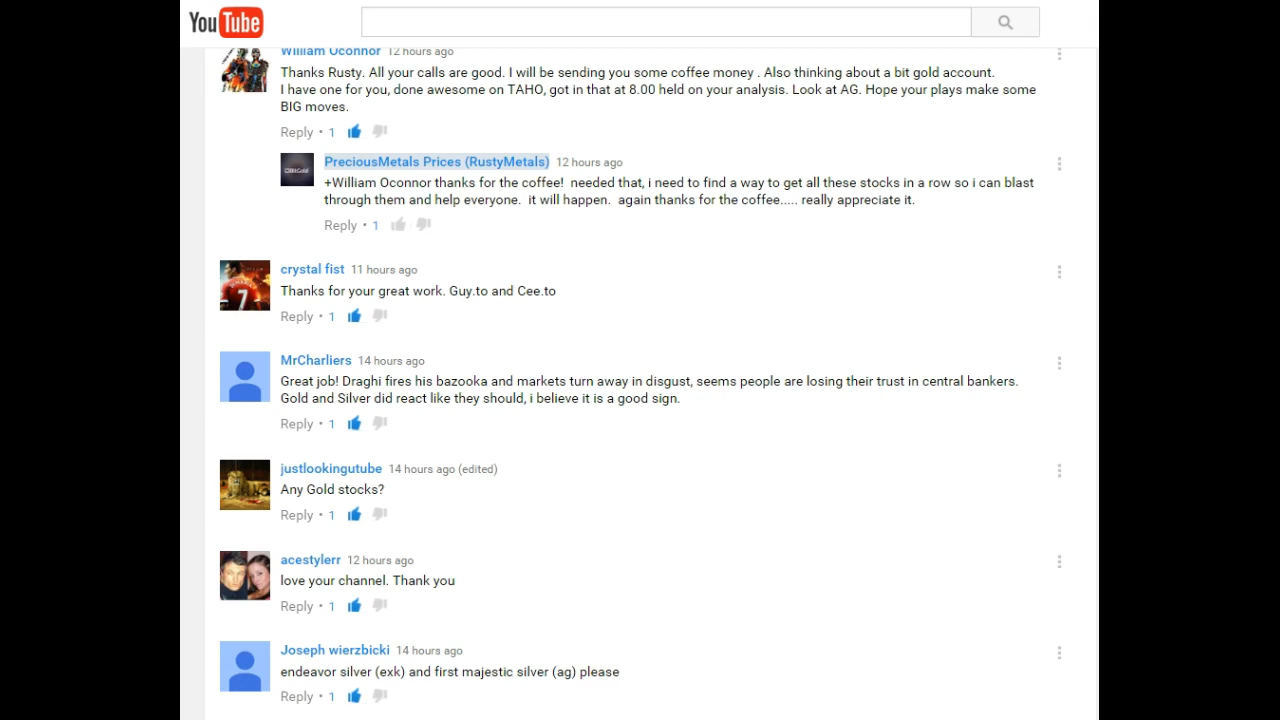 YouTube
William Oconnor 12 hours ago
Thanks Rusty. All your calls are good. I will be sending you some coffee money . Also thinking about a bit gold account.
I have one for you, done awesome on TAHO, got in that at 8.00 held on your analysis. Look at AG. Hope your plays make some
BIG moves.
Reply • 1
PreciousMetals Prices (RustyMetals) 12 hours ago
+William Oconnor thanks for the coffee!  needed that, i need to find a way to get all these stocks in a row so i can blast
through them and help everyone.  it will happen.  again thanks for the coffee..... really appreciate it.
Reply • 1
crystal fist 11 hours ago
Thanks for your great work. Guy.to and Cee.to
Reply • 1
MrCharliers 14 hours ago
Great job! Draghi fires his bazooka and markets turn away in disgust, seems people are losing their trust in central bankers.
Gold and Silver did react like they should, i believe it is a good sign.
Reply • 1
justlookingutube 14 hours ago (edited)
Any Gold stocks?
Reply • 1
acestylerr 12 hours ago
love your channel. Thank you
Reply • 1
Joseph wierzbicki 14 hours ago
endeavor silver (exk) and first majestic silver (ag) please
Reply • 1